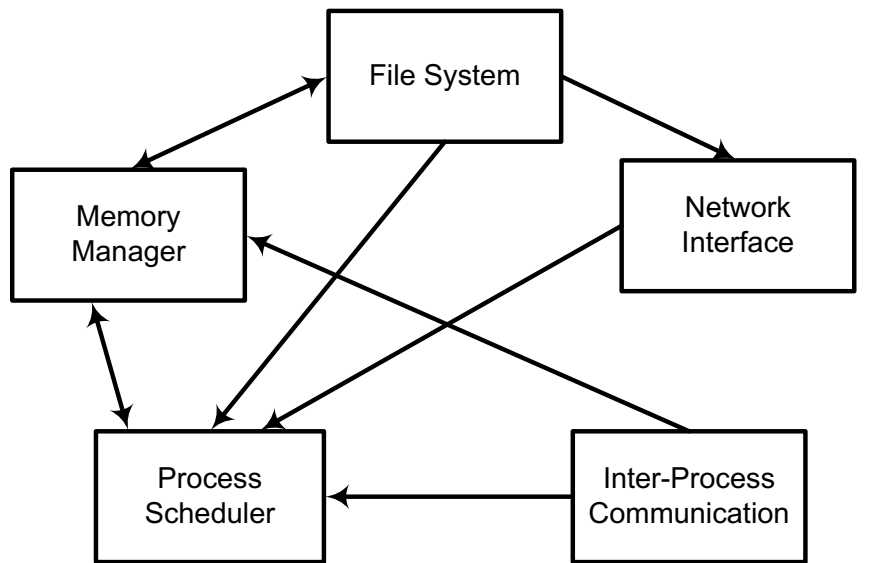 File System
Memory
Manager
Network
Interface
Process
Scheduler
Inter-Process
Communication